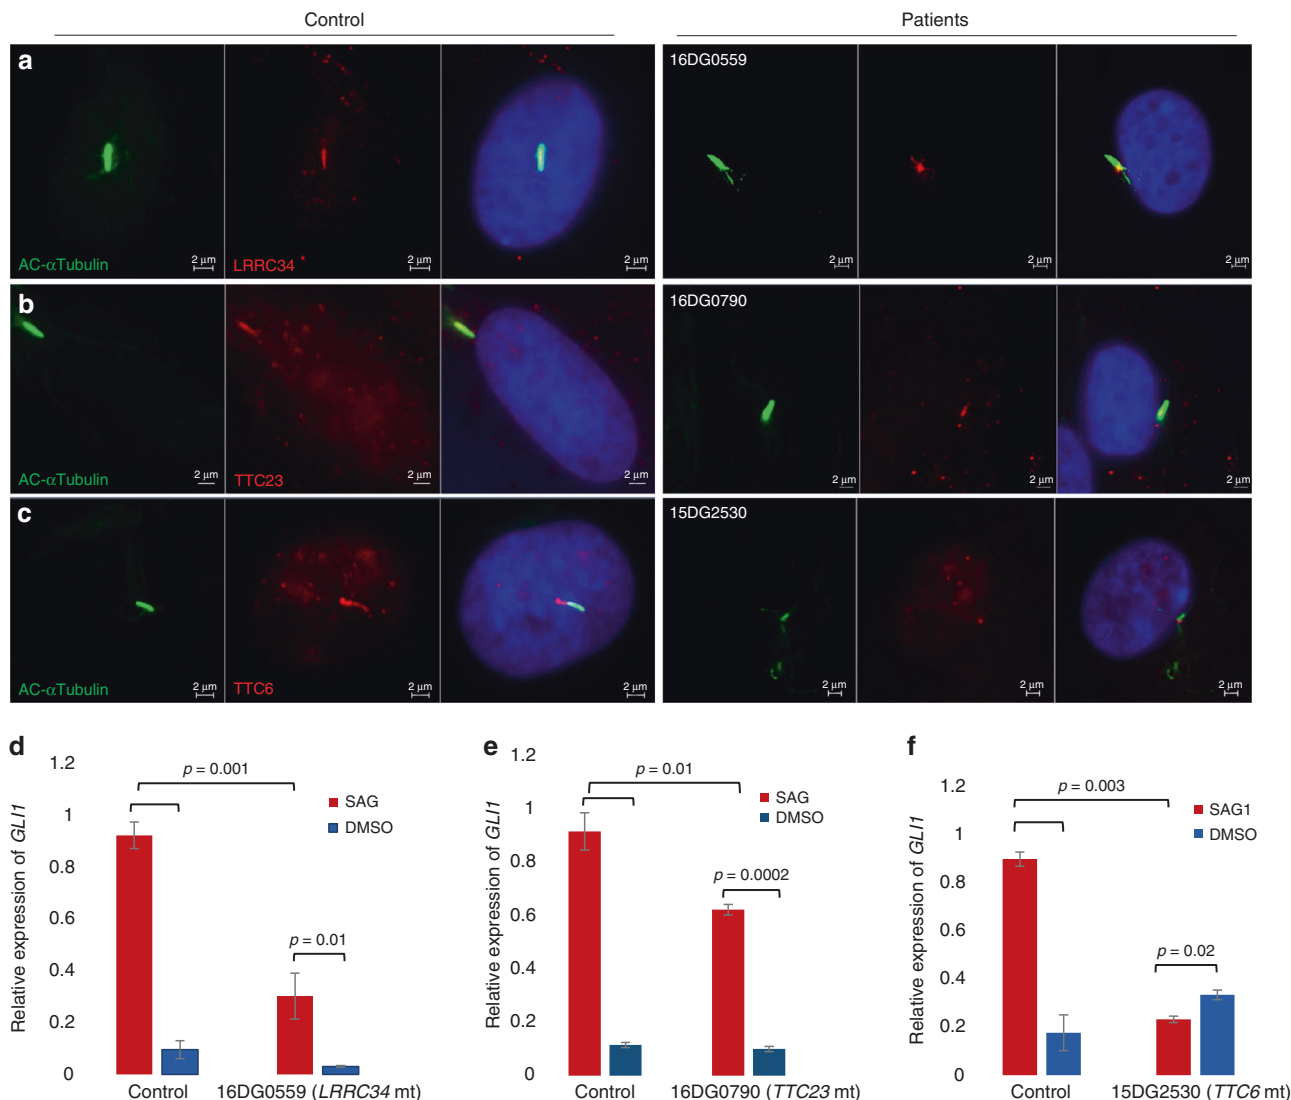 Control
Patients
a
16DG0559
AC-αTubulin
2 μm
LRRC34
2 μm
2 μm
2 μm
2 μm
2 μm
b
16DG0790
AC-αTubulin
2 μm
TTC23
2 μm
2 μm
2 μm
2 μm
2 μm
c
15DG2530
AC-αTubulin
2 μm
TTC6
2 μm
2 μm
2 μm
2 μm
2 μm
d
Relative expression of GLI1
1.2
1
0.8
0.6
0.4
0.2
0
p = 0.001
p = 0.01
SAG
DMSO
Control
16DG0559 (LRRC34 mt)
e
Relative expression of GLI1
1.2
1
0.8
0.6
0.4
0.2
0
p = 0.01
p = 0.0002
SAG
DMSO
Control
16DG0790 (TTC23 mt)
f
Relative expression of GLI1
1.2
1
0.8
0.6
0.4
0.2
0
p = 0.003
p = 0.02
SAG1
DMSO
Control
15DG2530 (TTC6 mt)